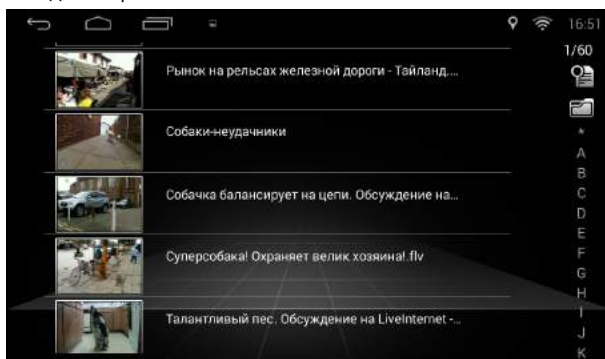 16:51
1/60
Рынок на рельсах железной дороги - Тайланд....
Собаки-неудачники
Собачка балансирует на цепи. Обсуждение на...
Суперсобака! Охраняет велик хозяина!.flv
Талантливый пес. Обсуждение на LiveInternet -...
*
A
B
C
D
E
F
G
H
I
J
K